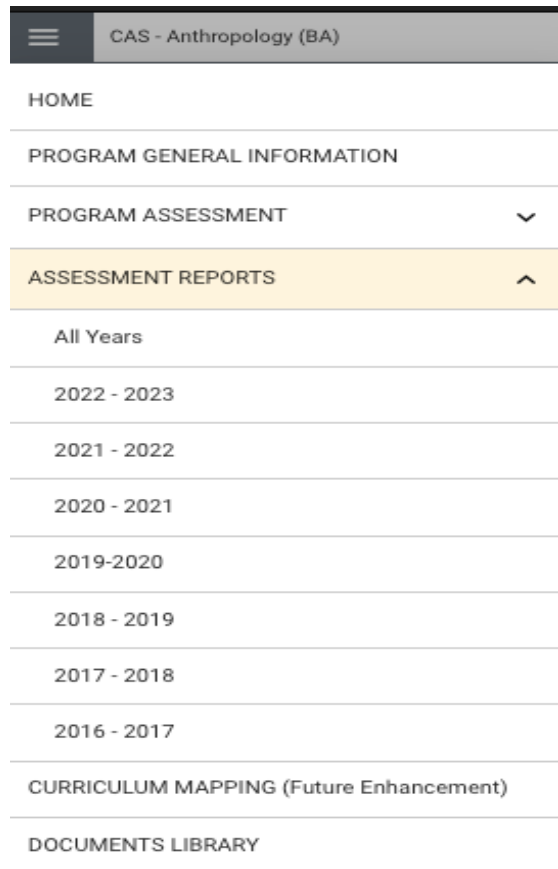 CAS - Anthropology (BA)
HOME
PROGRAM GENERAL INFORMATION
PROGRAM ASSESSMENT
ASSESSMENT REPORTS
All Years
2022 - 2023
2021 - 2022
2020 - 2021
2019-2020
2018 - 2019
2017 - 2018
2016 - 2017
CURRICULUM MAPPING (Future Enhancement)
DOCUMENTS LIBRARY